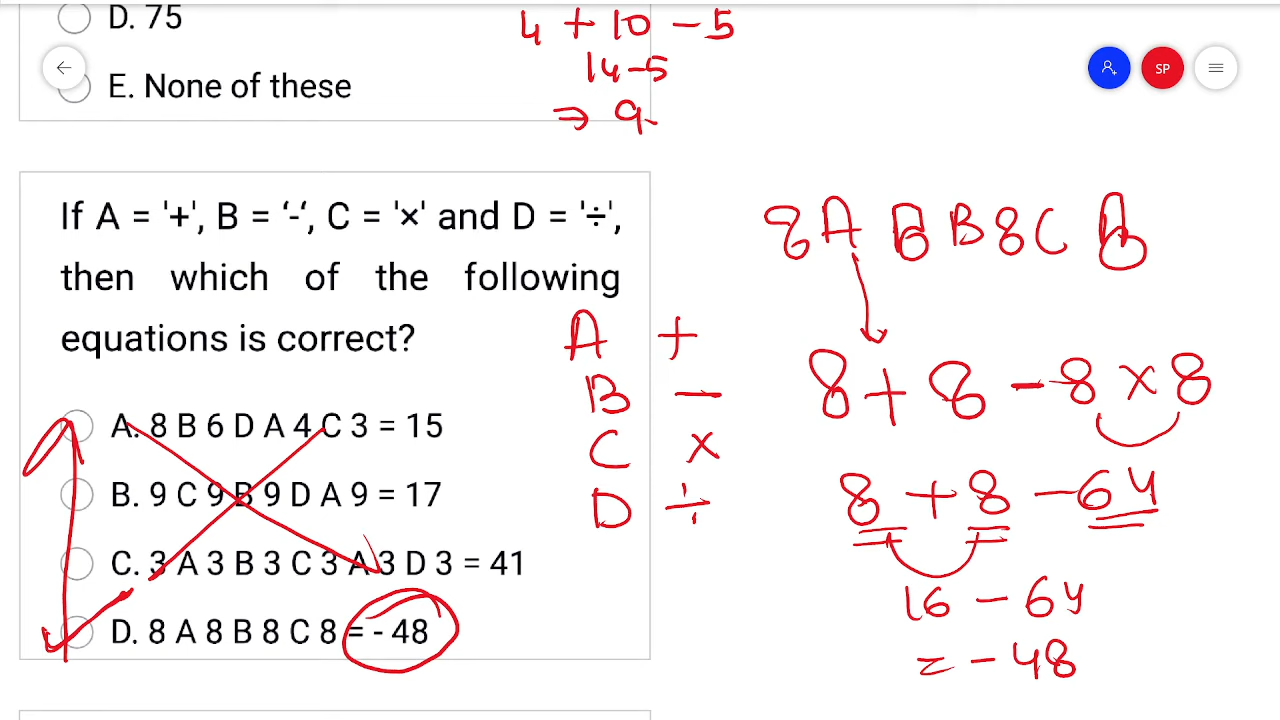 D. 75
E. None of these
4 + 10 - 5
14 - 5
⇒ 9
SP
If A = '+', B = ‘-‘, C = '×' and D = '÷',
then which of the following
equations is correct?
A. 8 B 6 D A 4 C 3 = 15
B. 9 C 9 B 9 D A 9 = 17
C. 3 A 3 B 3 C 3 A 3 D 3 = 41
D. 8 A 8 B 8 C 8 = - 48
A +
B -
C ×
D ÷
8 A 8 B 8 C 8
8 + 8 - 8 × 8
8 + 8 - 64
16 - 64
= - 48